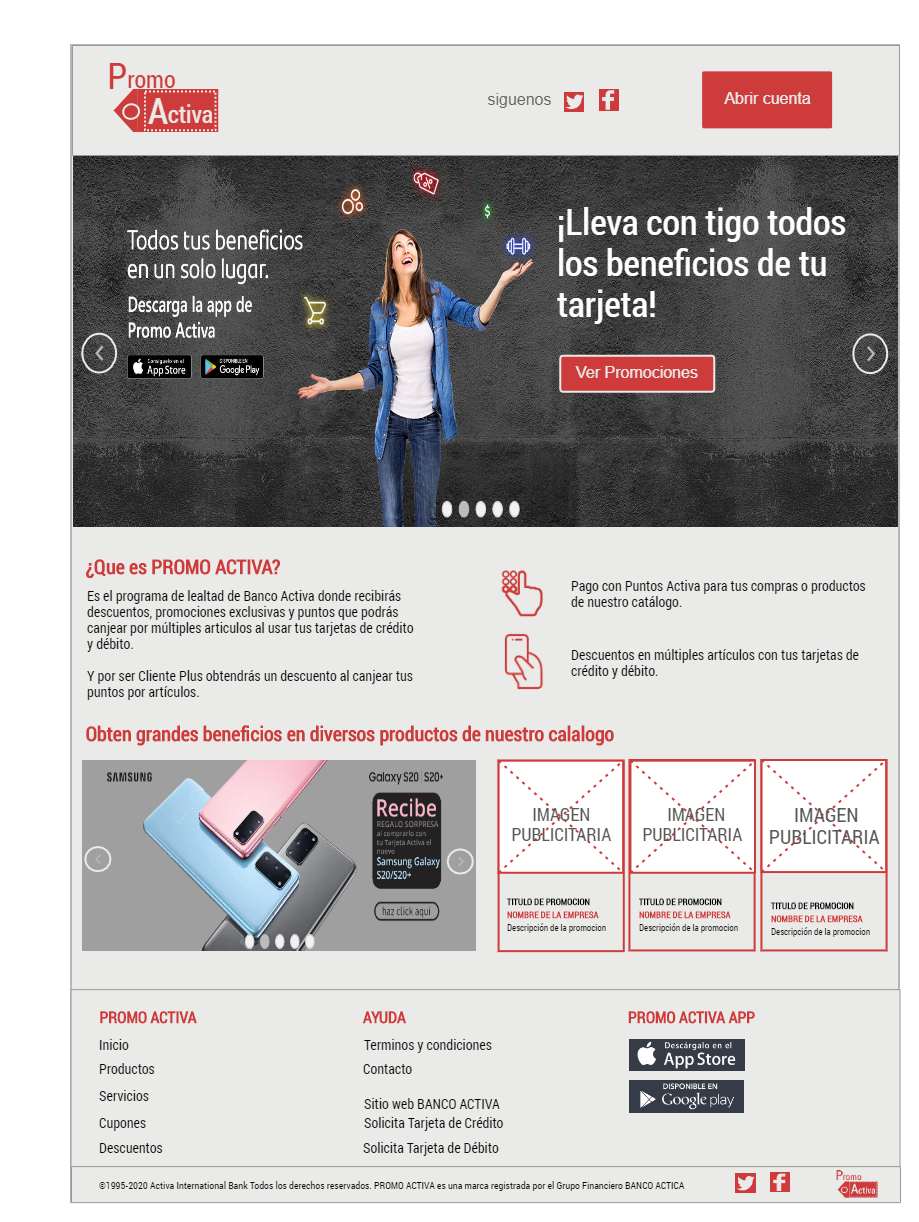 Promo
Activa
siguenos
Abrir cuenta
Todos tus beneficios
en un solo lugar.
Descarga la app de
Promo Activa
Consíguelo en el
App Store
DISPONIBLE EN
Google Play
¡Lleva con tigo todos
los beneficios de tu
tarjeta!
Ver Promociones
¿Que es PROMO ACTIVA?
Es el programa de lealtad de Banco Activa donde recibirás
descuentos, promociones exclusivas y puntos que podrás
canjear por múltiples articulos al usar tus tarjetas de crédito
y débito.
Y por ser Cliente Plus obtendrás un descuento al canjear tus
puntos por artículos.
Pago con Puntos Activa para tus compras o productos
de nuestro catálogo.
Descuentos en múltiples artículos con tus tarjetas de
crédito y débito.
Obten grandes beneficios en diversos productos de nuestro calalogo
SAMSUNG
Galaxy S20 | S20+
Recibe
REGALO SORPRESA
al comprarlo con
tu Tarjeta Activa el
nuevo
Samsung Galaxy
S20/S20+
haz click aqui
IMAGEN
PUBLICITARIA
TITULO DE PROMOCION
NOMBRE DE LA EMPRESA
Descripción de la promocion
IMAGEN
PUBLICITARIA
TITULO DE PROMOCION
NOMBRE DE LA EMPRESA
Descripción de la promocion
IMAGEN
PUBLICITARIA
TITULO DE PROMOCION
NOMBRE DE LA EMPRESA
Descripción de la promocion
PROMO ACTIVA
Inicio
Productos
Servicios
Cupones
Descuentos
AYUDA
Terminos y condiciones
Contacto
Sitio web BANCO ACTIVA
Solicita Tarjeta de Crédito
Solicita Tarjeta de Débito
PROMO ACTIVA APP
Descárgalo en el
App Store
DISPONIBLE EN
Google play
©1995-2020 Activa International Bank Todos los derechos reservados. PROMO ACTIVA es una marca registrada por el Grupo Financiero BANCO ACTICA
Promo
Activa